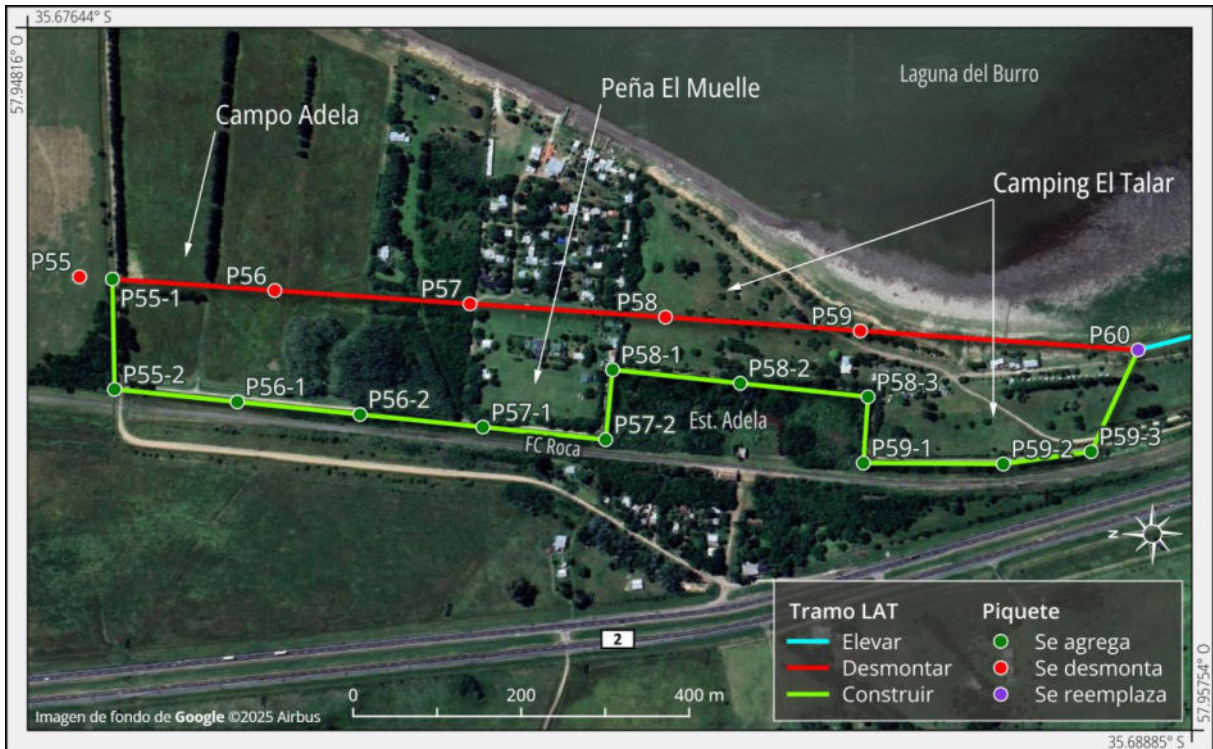 35.67644° S
57.94816° O
Laguna del Burro
Peña El Muelle
Campo Adela
Camping El Talar
P55
P56
P57
P58
P59
P60
P55-1
P55-2
P56-1
P56-2
P57-1
P57-2
P58-1
P58-2
P58-3
P59-1
P59-2
P59-3
Est. Adela
FC Roca
N
2
Tramo LAT
Elevar
Desmontar
Construir
Piquete
Se agrega
Se desmonta
Se reemplaza
0 200 400 m
Imagen de fondo de Google ©2025 Airbus
57.95754° O
35.68885° S